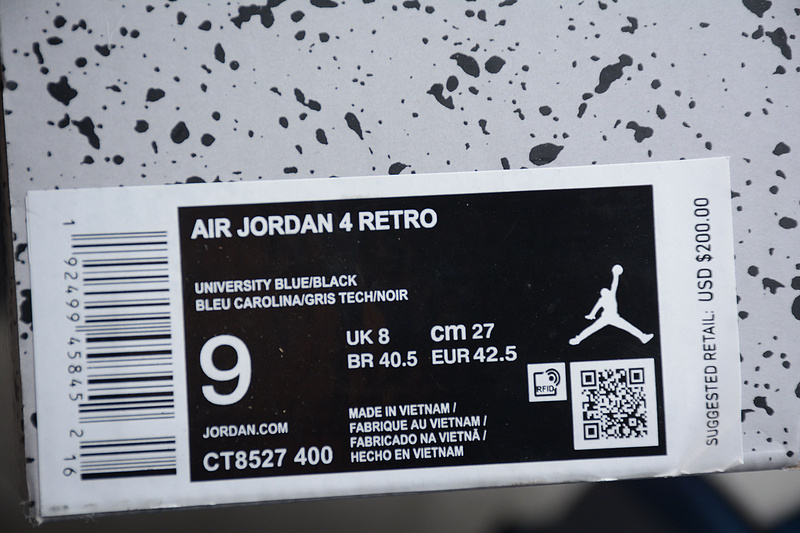 AIR JORDAN 4 RETRO
UNIVERSITY BLUE/BLACK
BLEU CAROLINA/GRIS TECH/NOIR
9
UK 8 cm 27
BR 40.5 EUR 42.5
JORDAN.COM
CT8527 400
MADE IN VIETNAM /
FABRIQUE AU VIETNAM /
FABRICADO NA VIETNÃ /
HECHO EN VIETNAM
RFID
1 92499 45845 2 16
SUGGESTED RETAIL: USD $200.00